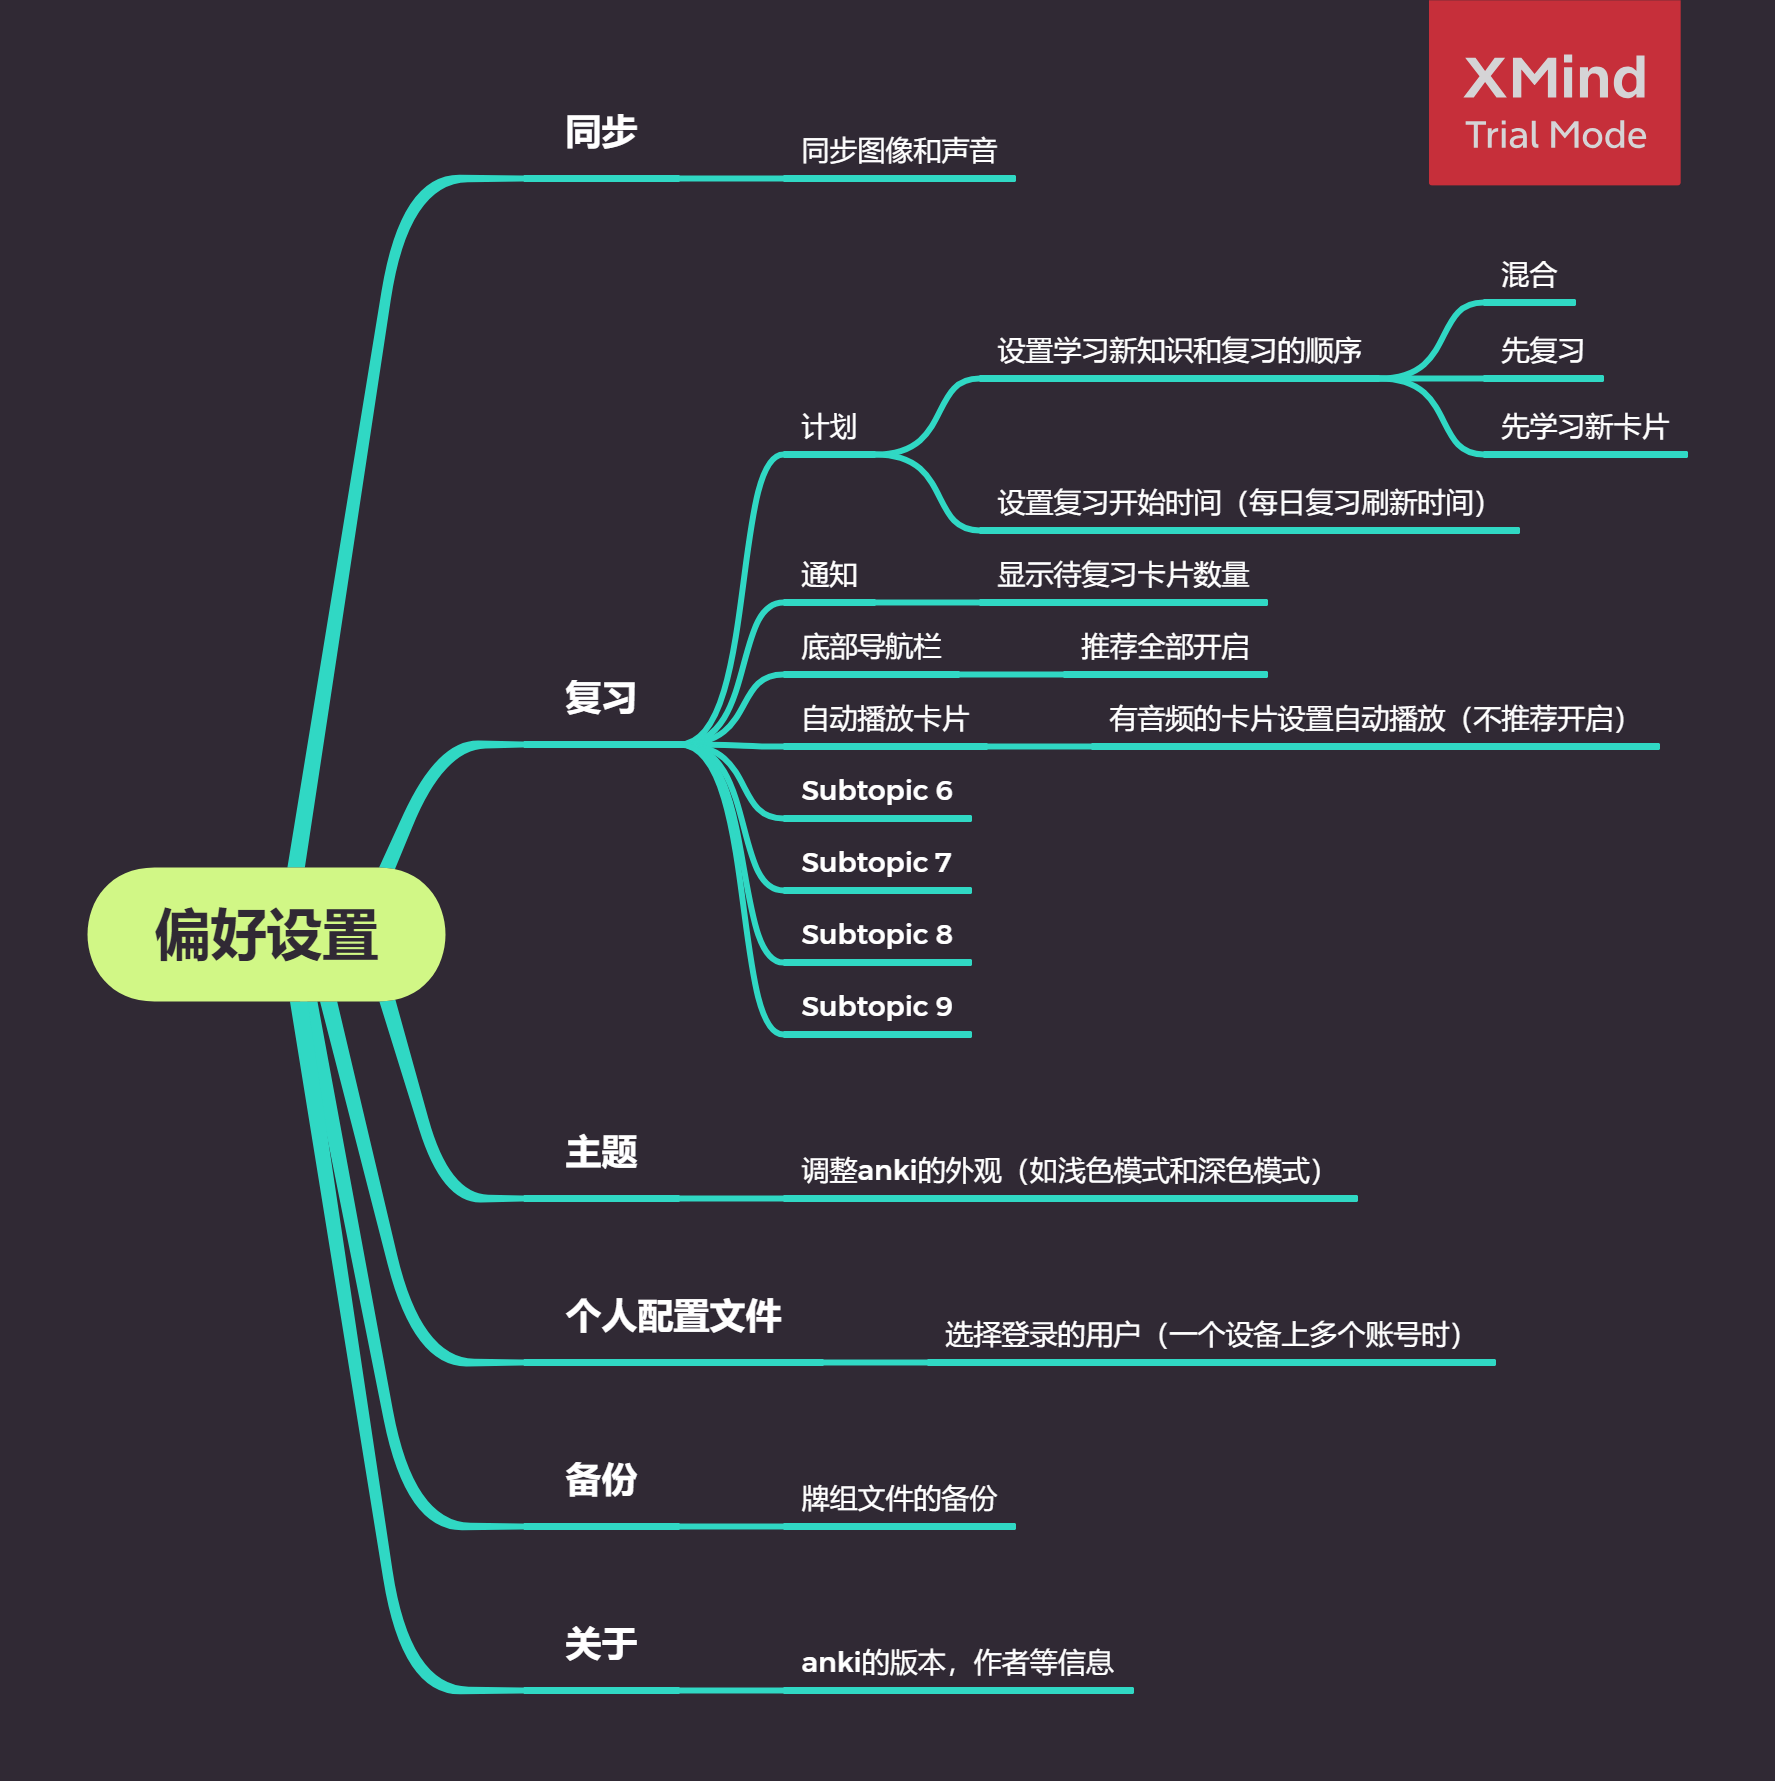 XMind
Trial Mode
同步
同步图像和声音
混合
设置学习新知识和复习的顺序
先复习
计划
先学习新卡片
设置复习开始时间（每日复习刷新时间）
通知
显示待复习卡片数量
底部导航栏
推荐全部开启
复习
自动播放卡片
有音频的卡片设置自动播放（不推荐开启）
Subtopic 6
Subtopic 7
偏好设置
Subtopic 8
Subtopic 9
主题
调整anki的外观（如浅色模式和深色模式）
个人配置文件
选择登录的用户（一个设备上多个账号时）
备份
牌组文件的备份
关于
anki的版本，作者等信息